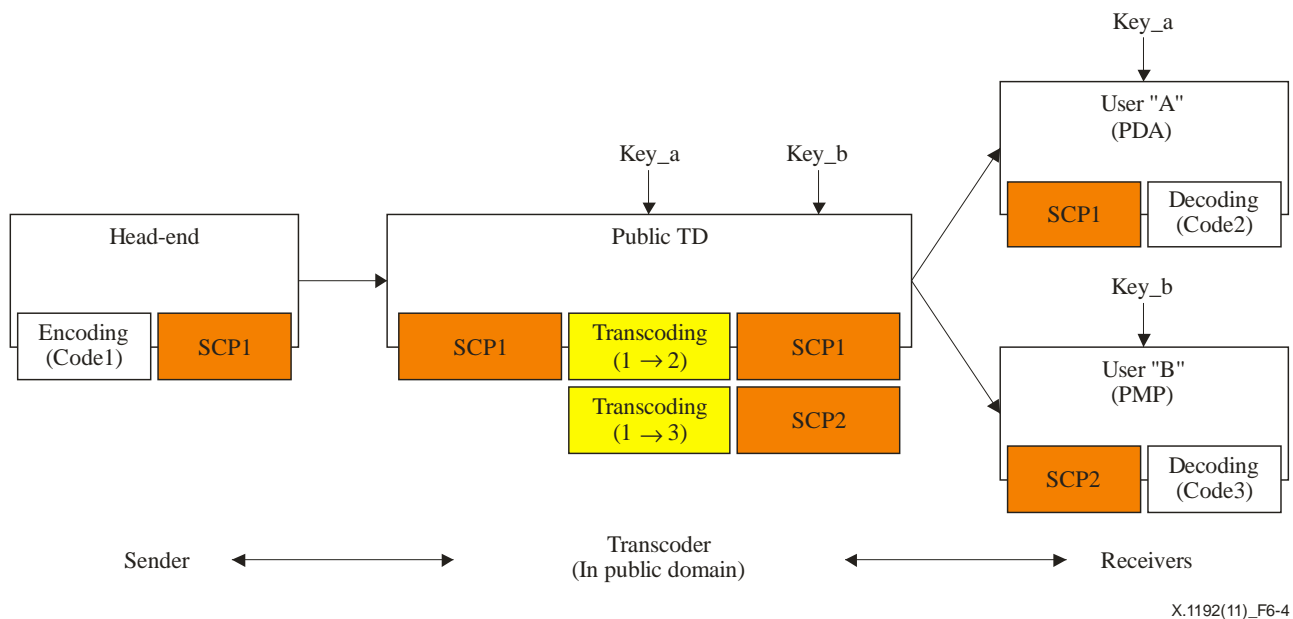 Key_a
User "A"
(PDA)
SCP1
Decoding
(Code2)
Key_a
Key_b
Head-end
Encoding
(Code1)
SCP1
Public TD
SCP1
Transcoding
(1 → 2)
SCP1
Transcoding
(1 → 3)
SCP2
Key_b
User "B"
(PMP)
SCP2
Decoding
(Code3)
Sender
Transcoder
(In public domain)
Receivers
X.1192(11)_F6-4